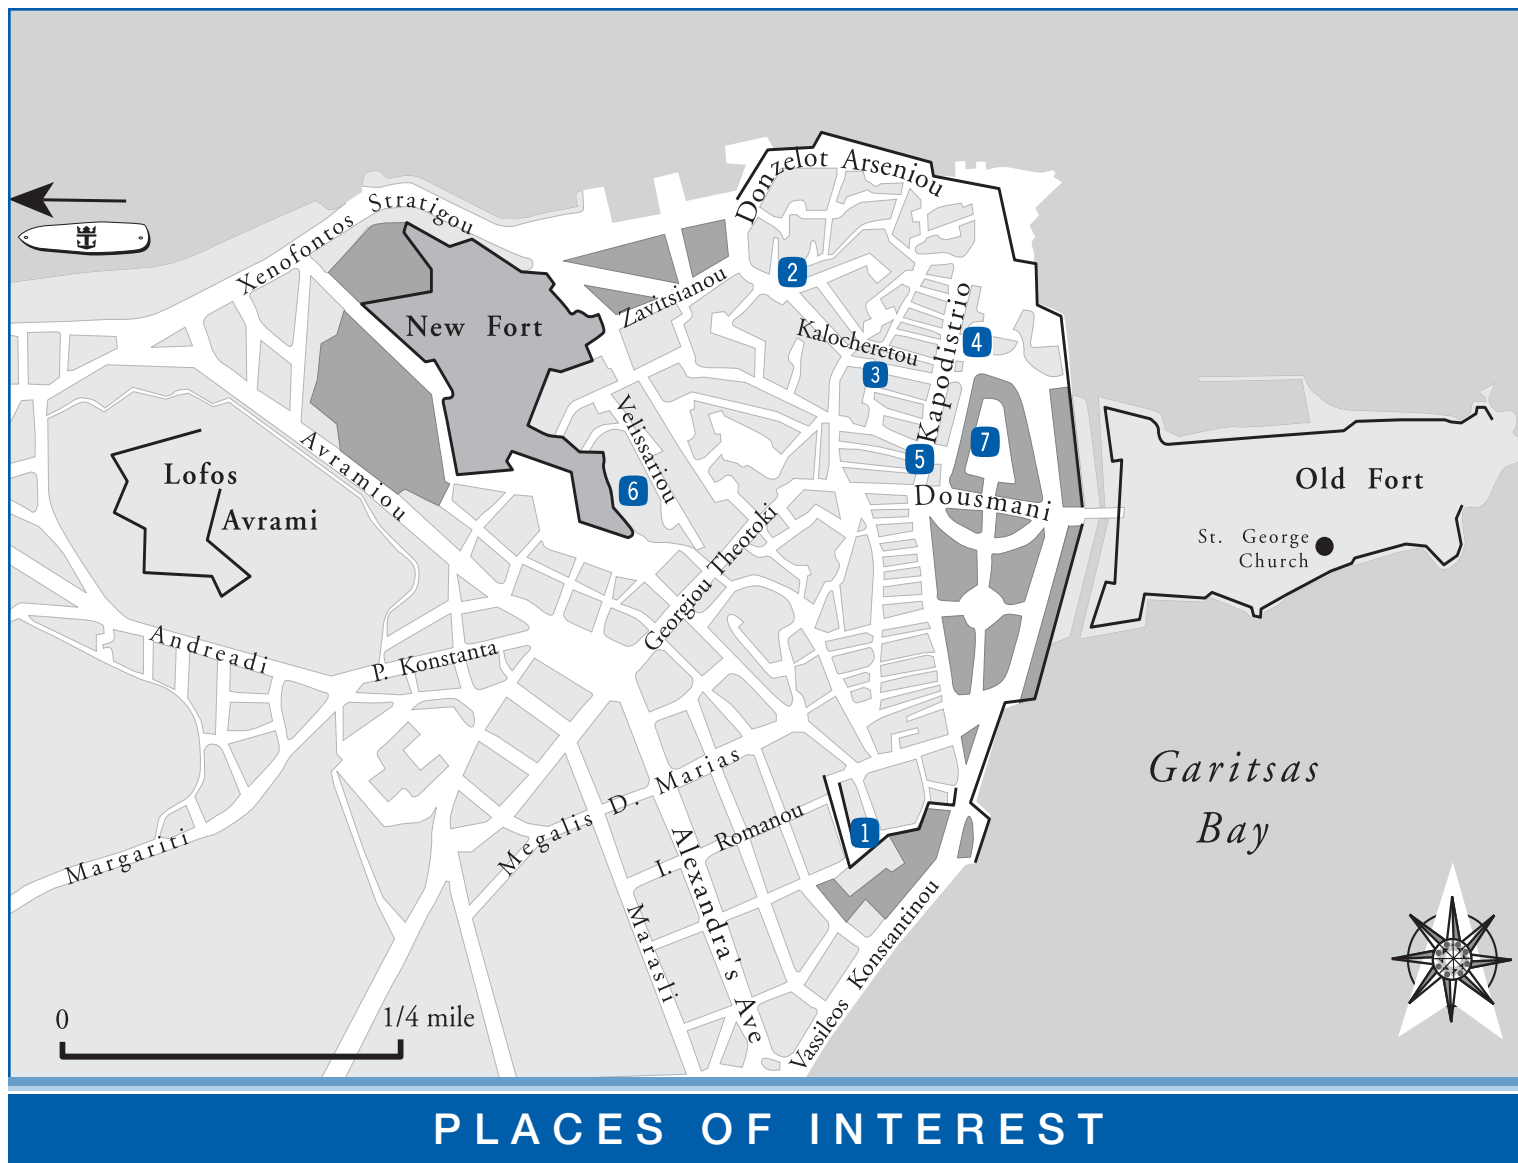 Donzelot Arseniou
Xenofontos Stratigou
2
Zavitsianou
New Fort
Kalocheretou
Kapodistrio
4
3
Velissariou
7
5
Avramiou
Lofos
Avrami
6
Dousmani
Old Fort
St. George
Church
Georgiou Theotoki
Andreadi
P. Konstanta
Garitsas
Bay
Megalis D. Marias
I. Romanou
1
Margariti
Alexandra's Ave
Marasli
Vassileos Konstantinou
0
1/4 mile
PLACES OF INTEREST